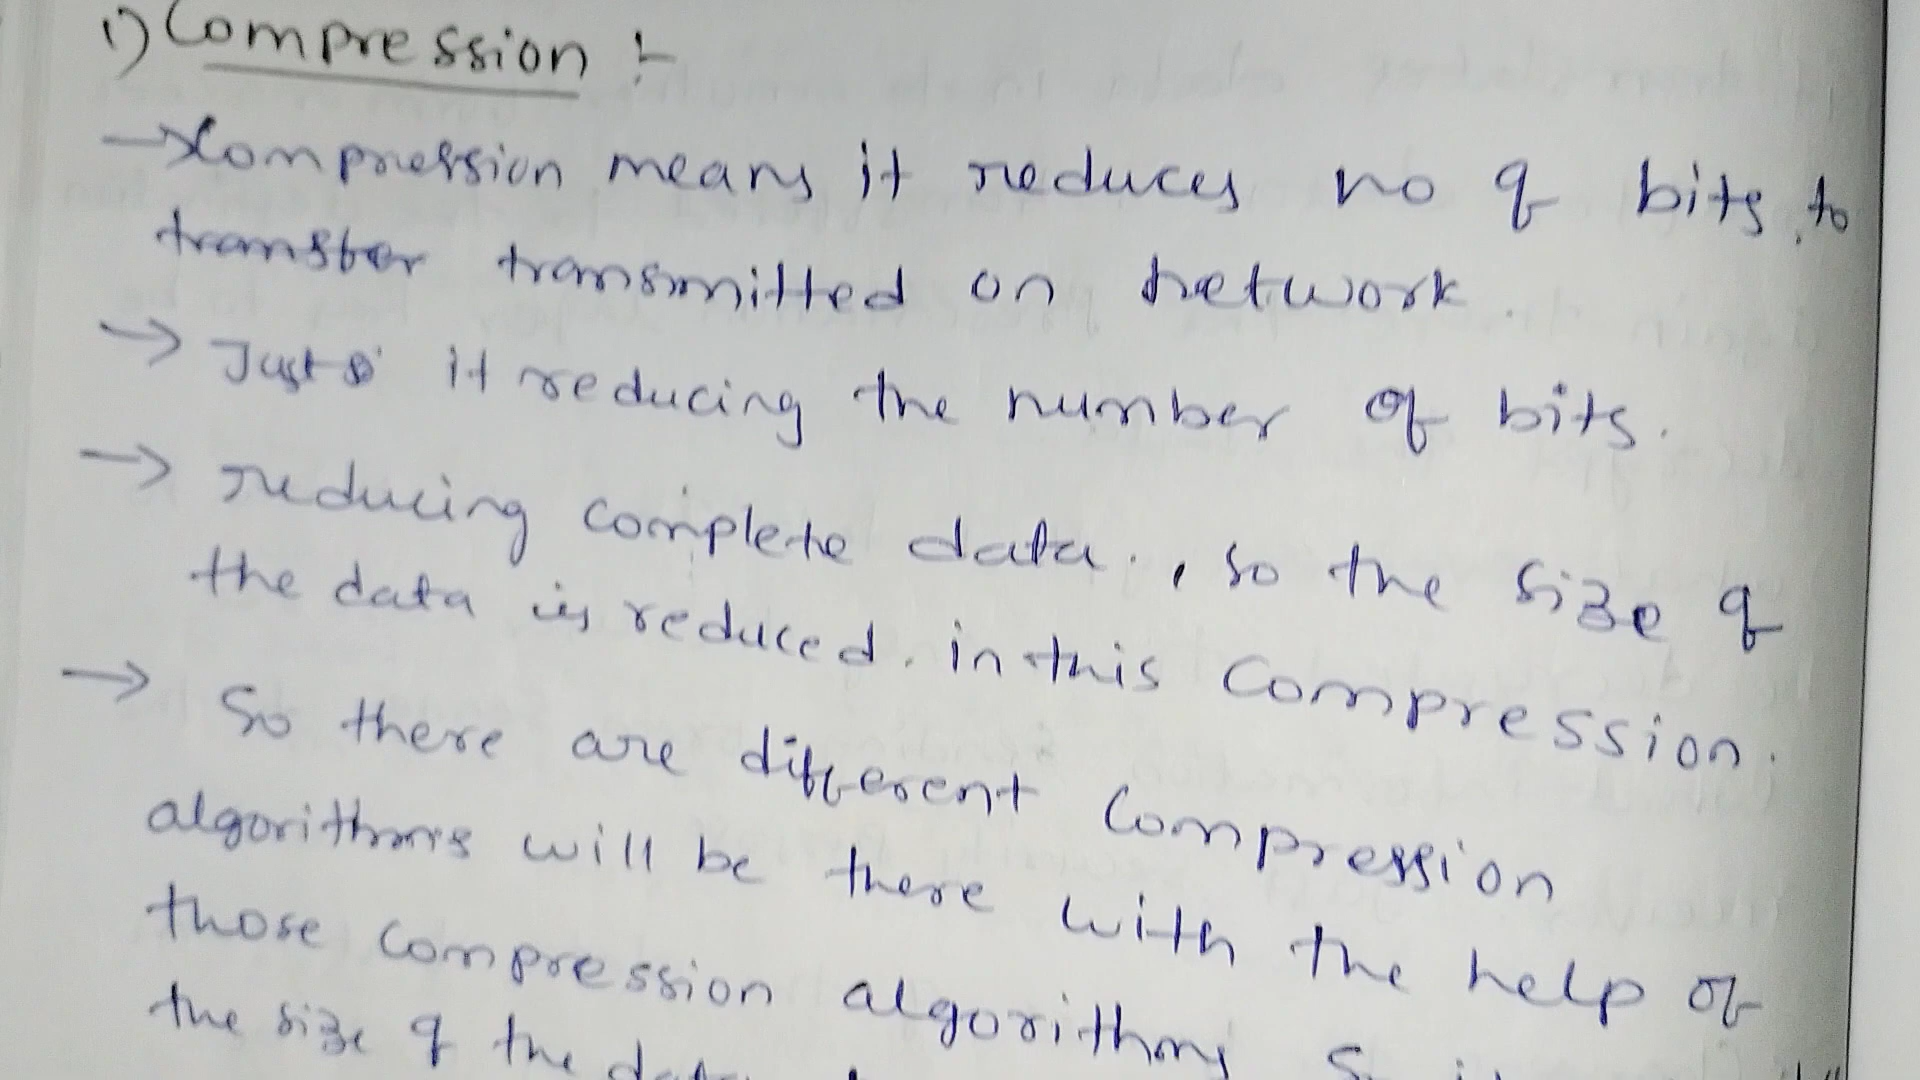 1) Compression :-
→ Compression means it reduces no of bits to
transfer transmitted on network
→ Just it reducing the number of bits.
→ reducing complete data., so the size of
the data is reduced. in this Compression.
→ So there are different Compression
algorithms will be there with the help of
those Compression algorithms
the size of the data